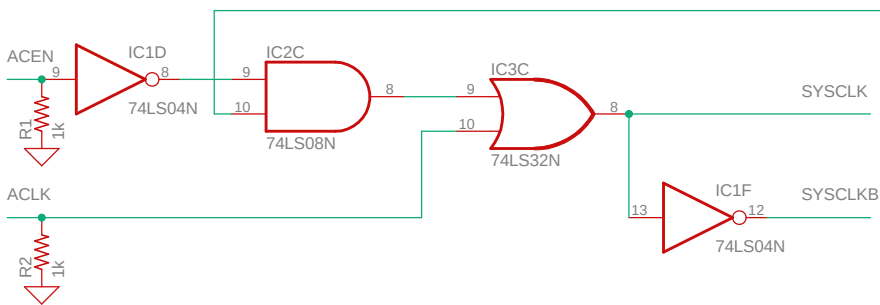 ACEN
9
IC1D
8
74LS04N
R1
1k
IC2C
9
10
8
74LS08N
IC3C
9
10
8
74LS32N
SYSCLK
ACLK
R2
1k
13
IC1F
12
74LS04N
SYSCLKB